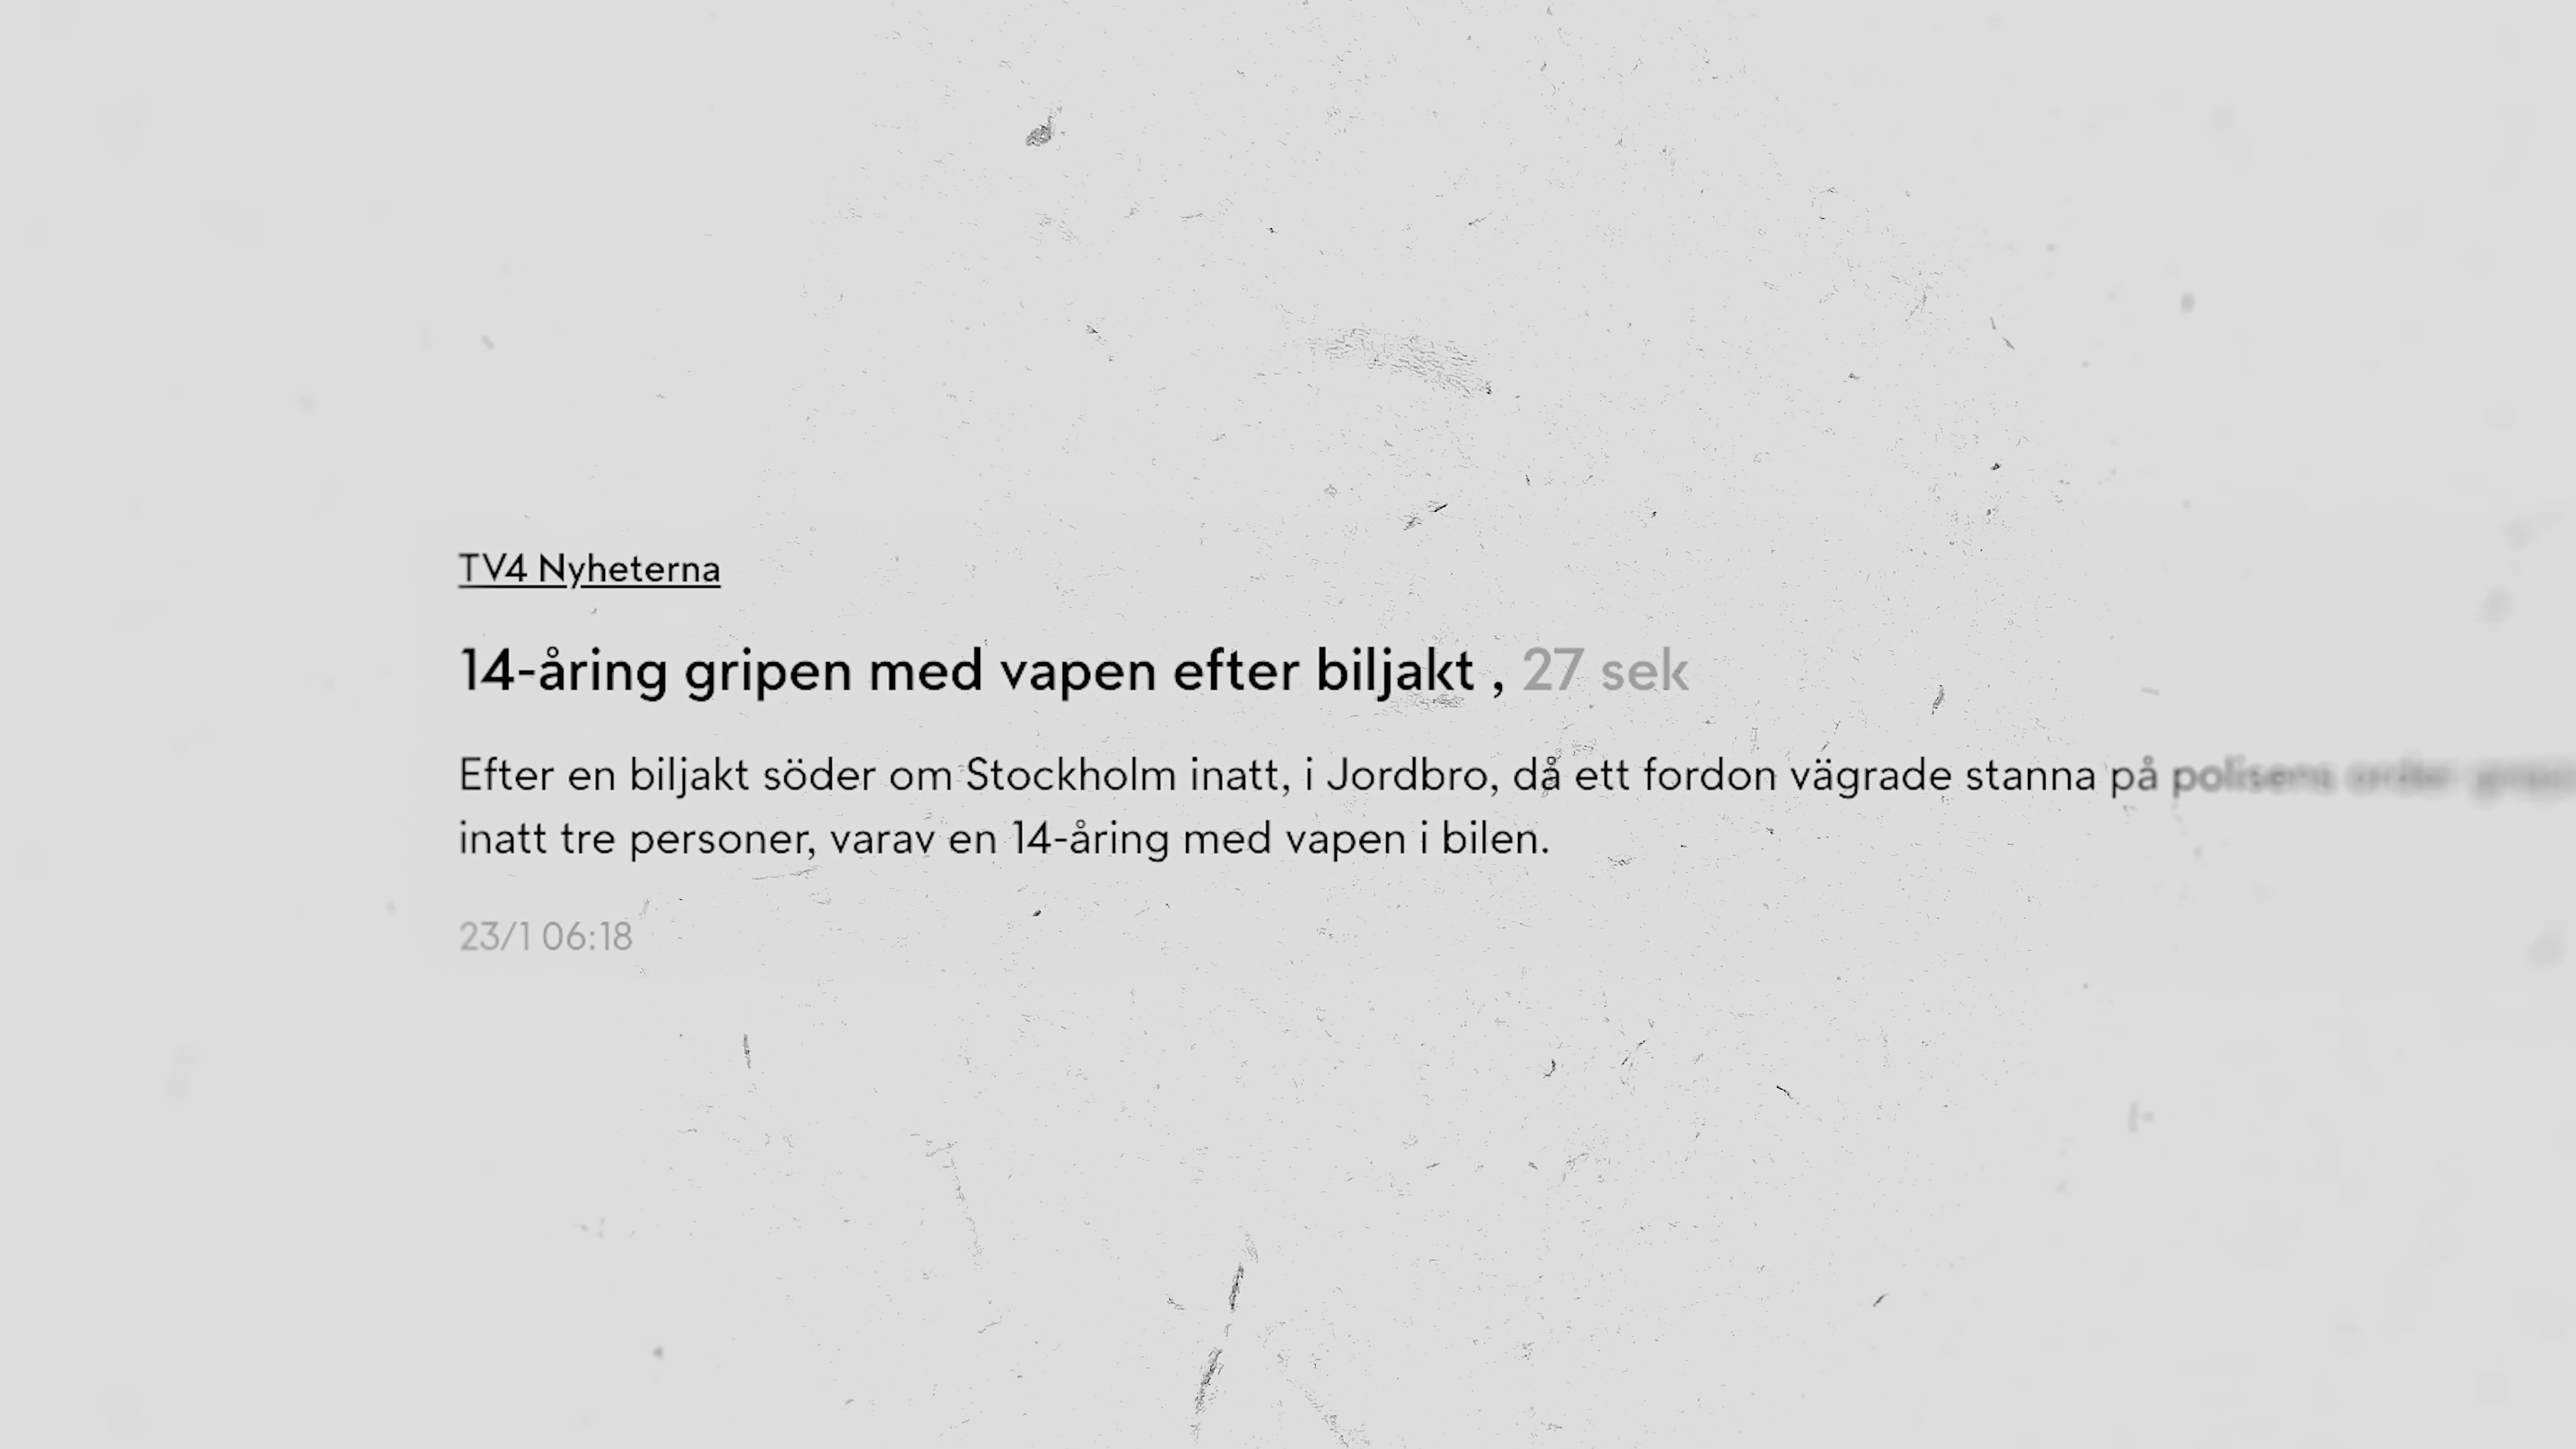 TV4 Nyheterna
14-åring gripen med vapen efter biljakt , 27 sek
Efter en biljakt söder om Stockholm inatt, i Jordbro, då ett fordon vägrade stanna på polisens order
inatt tre personer, varav en 14-åring med vapen i bilen.
23/1 06:18